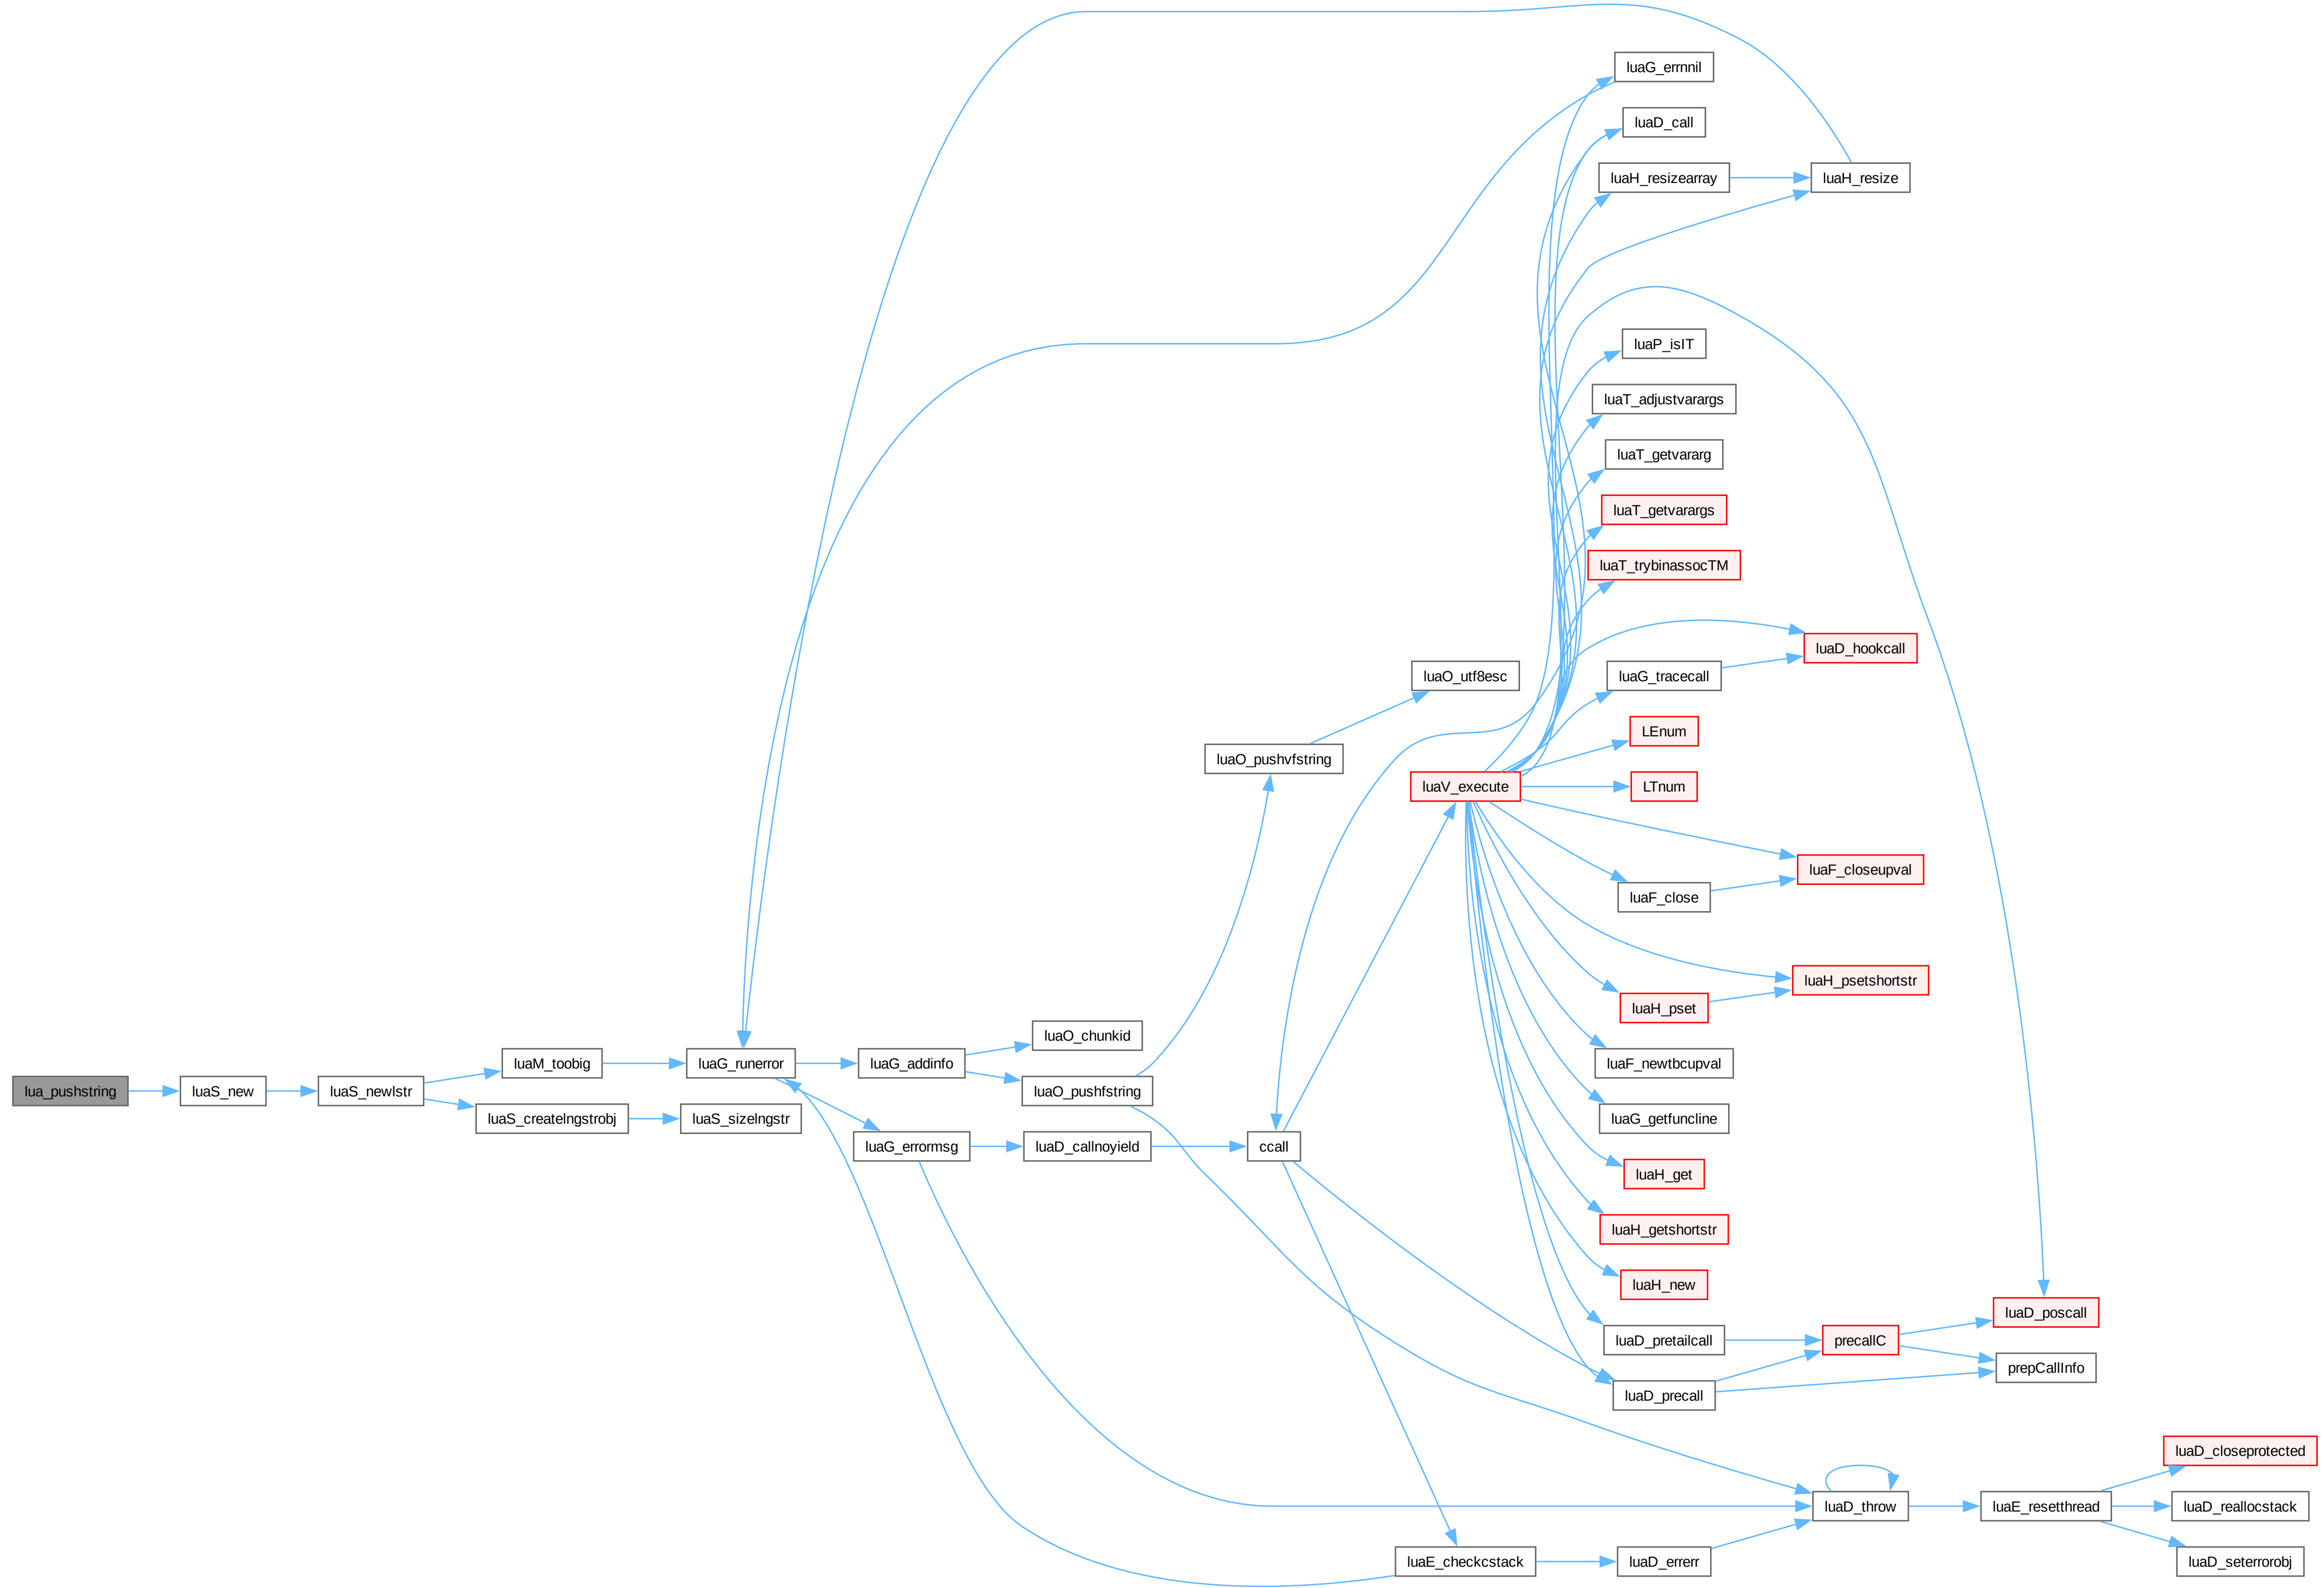 luaG_errnnil
luaD_call
luaH_resizearray
luaH_resize
luaP_isIT
luaT_adjustvarargs
luaT_getvararg
luaT_getvarargs
luaT_trybinassocTM
luaD_hookcall
luaO_utf8esc
luaG_tracecall
LEnum
luaO_pushvfstring
luaV_execute
LTnum
luaF_closeupval
luaF_close
luaH_psetshortstr
luaH_pset
luaO_chunkid
luaM_toobig
luaG_runerror
luaG_addinfo
luaF_newtbcupval
lua_pushstring
luaS_new
luaS_newlstr
luaO_pushfstring
luaS_createlngstrobj
luaS_sizelngstr
luaG_getfuncline
luaG_errormsg
luaD_callnoyield
ccall
luaH_get
luaH_getshortstr
luaH_new
luaD_poscall
luaD_pretailcall
precallC
prepCallInfo
luaD_precall
luaD_closeprotected
luaD_throw
luaE_resetthread
luaD_reallocstack
luaE_checkcstack
luaD_errerr
luaD_seterrorobj